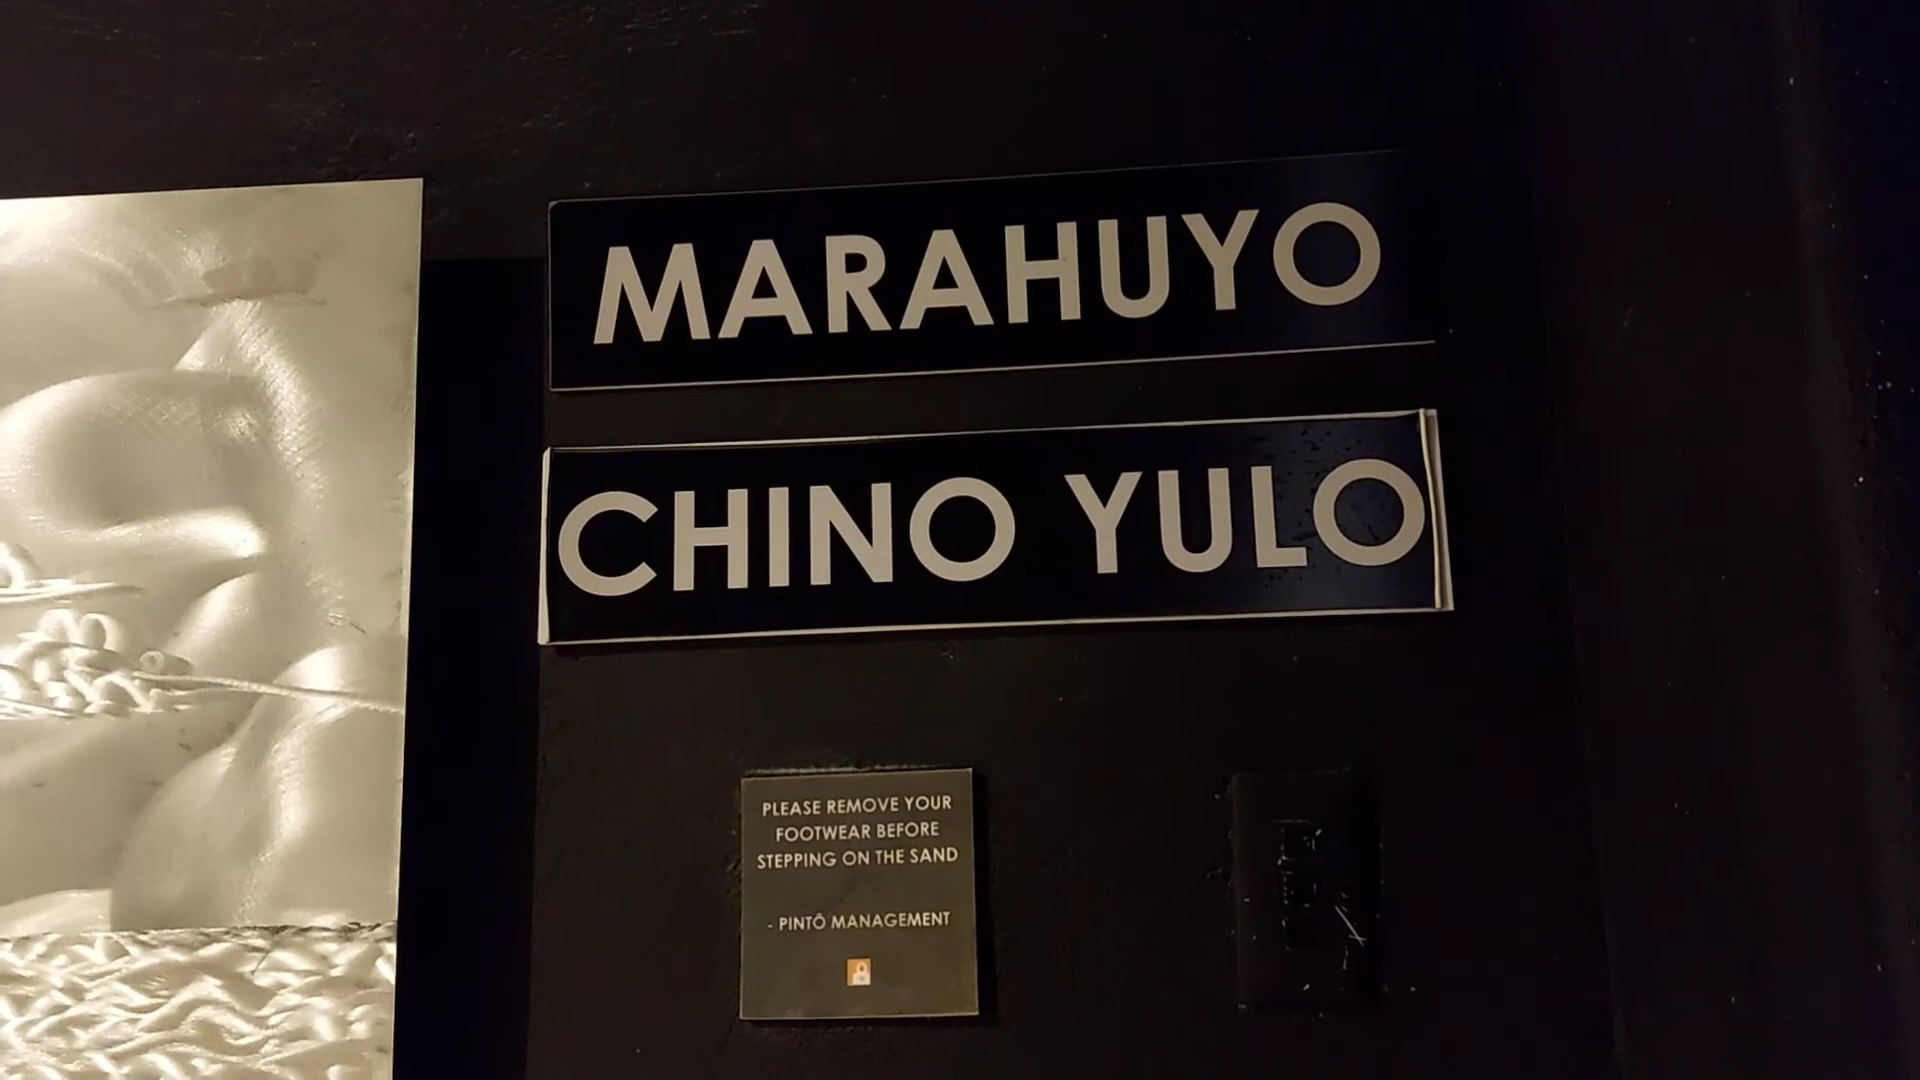 MARAHUYO
CHINO YULO
PLEASE REMOVE YOUR
FOOTWEAR BEFORE
STEPPING ON THE SAND
- PINTÔ MANAGEMENT